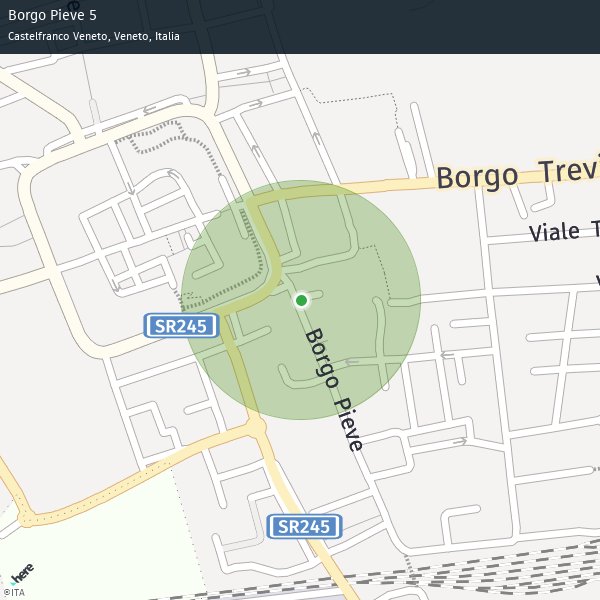 Borgo Pieve 5
Castelfranco Veneto, Veneto, Italia
Borgo Trevi
Viale T
SR245
Borgo Pieve
SR245
here
©ITA